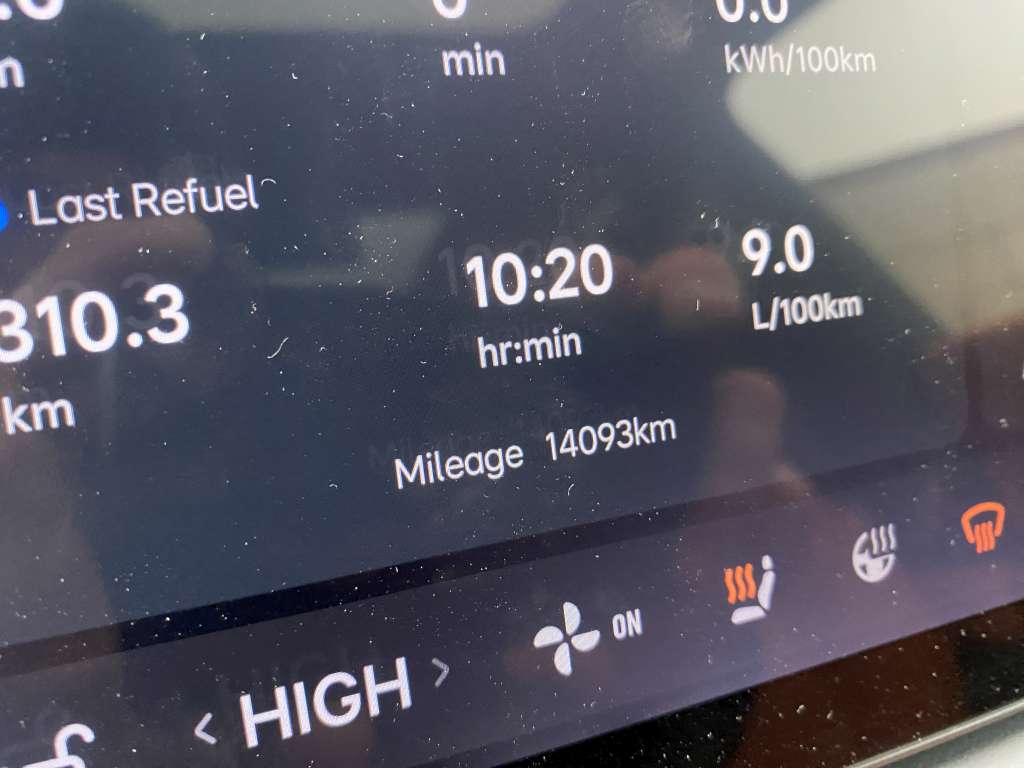 min
kWh/100km
Last Refuel
310.3
10:20
9.0
km
hr:min
L/100km
Mileage 14093km
< HIGH >
ON